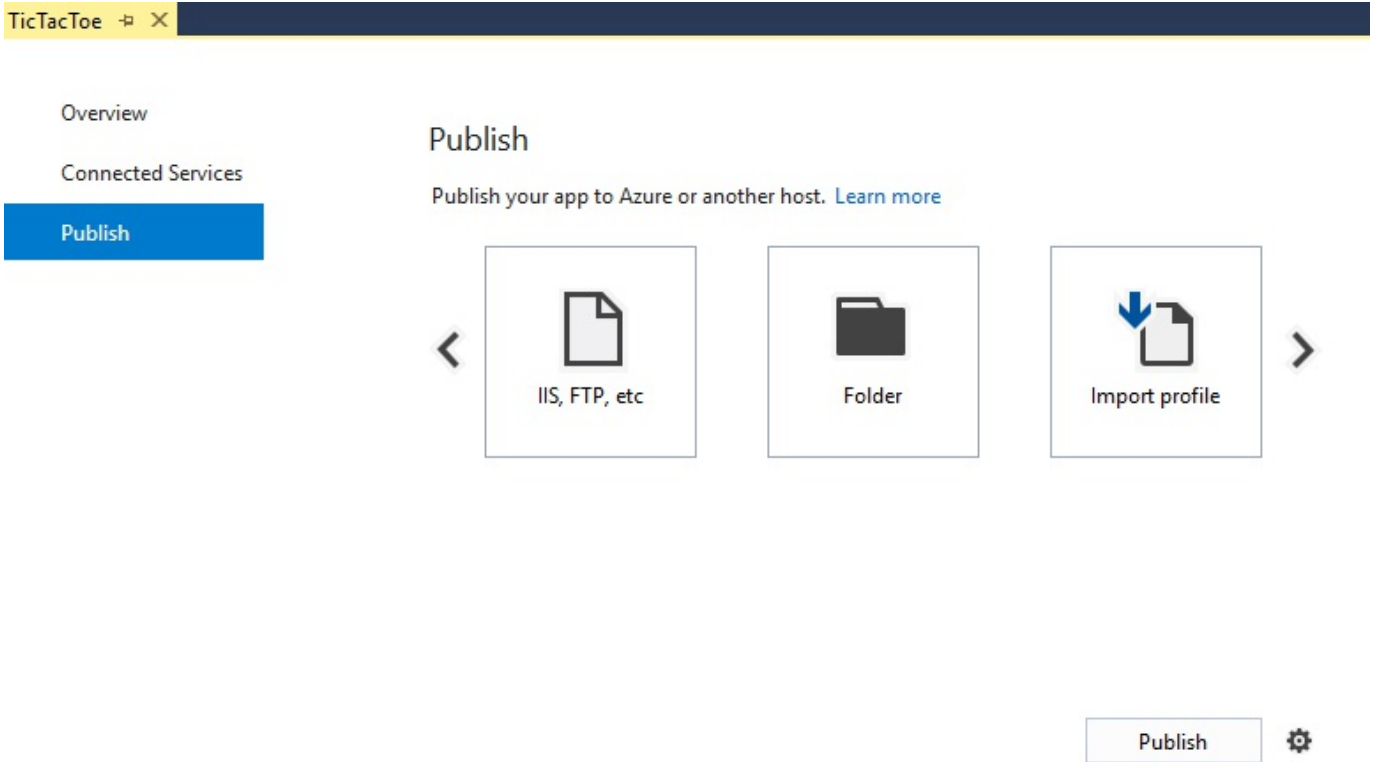 TicTacToe
Overview
Connected Services
Publish
Publish
Publish your app to Azure or another host. Learn more
IIS, FTP, etc
Folder
Import profile
Publish